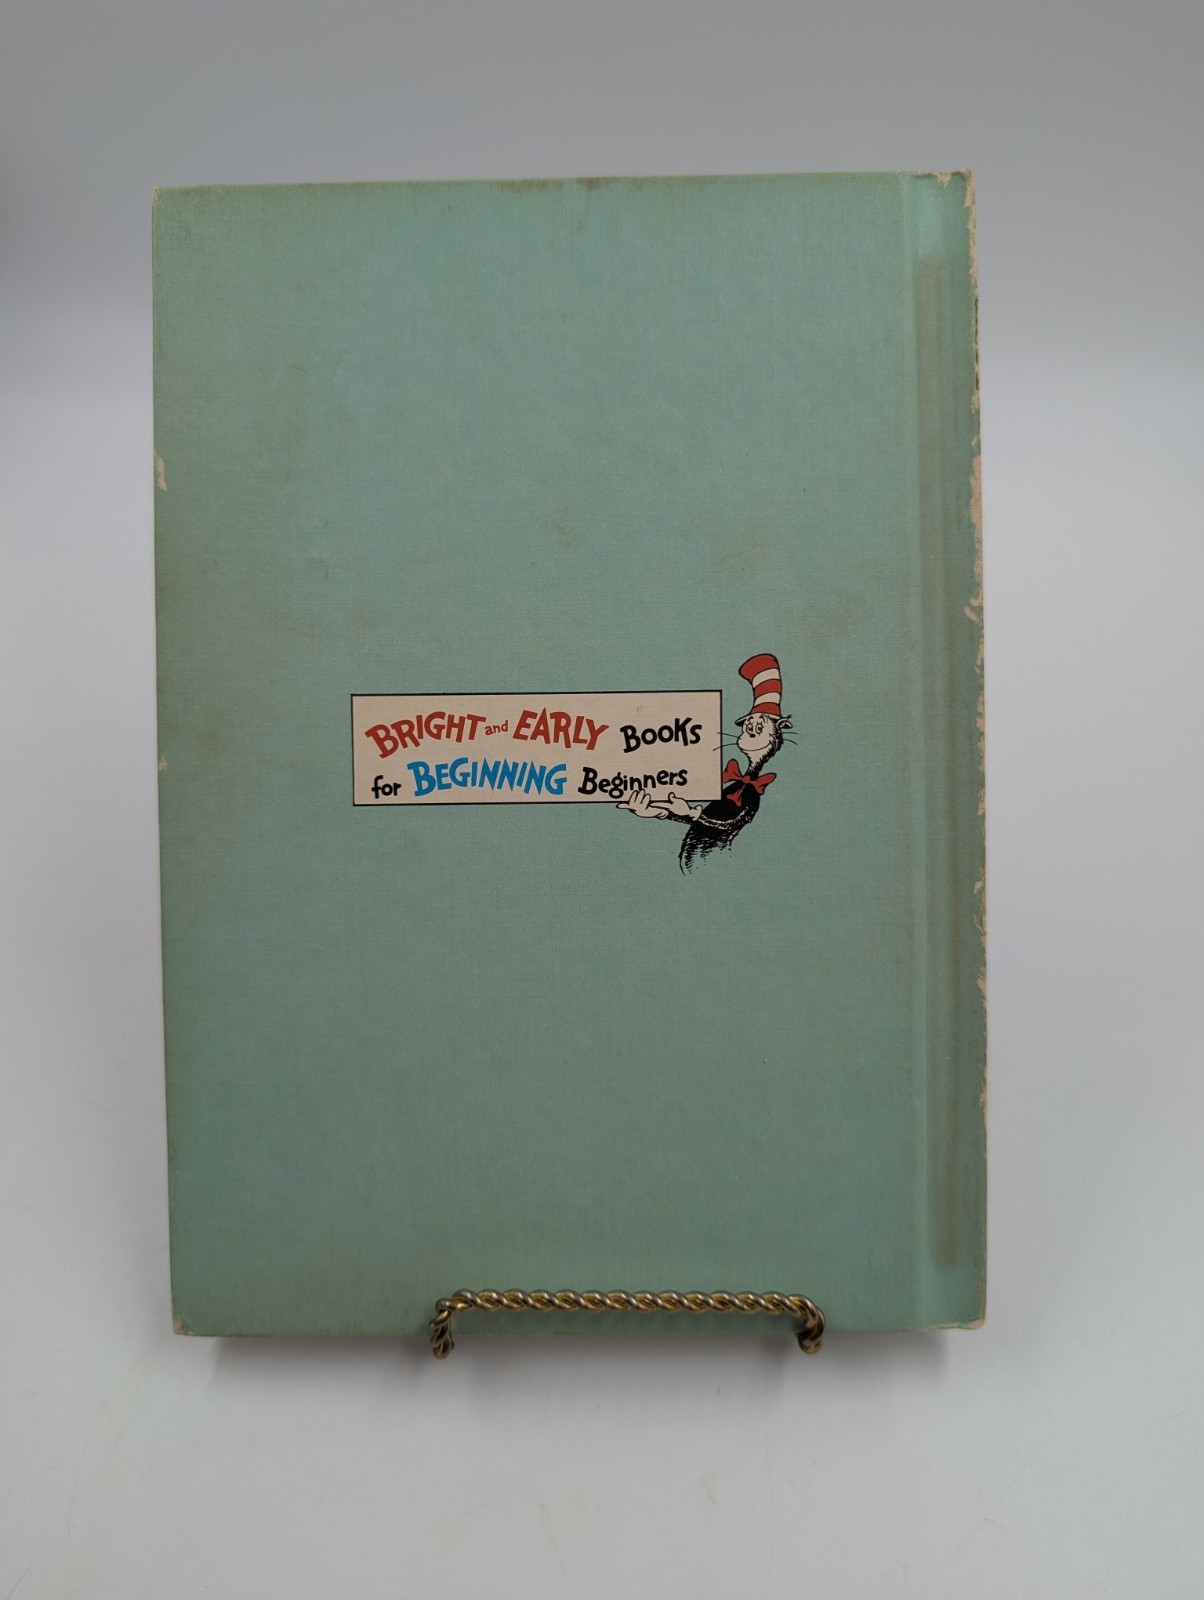 BRIGHT and EARLY Books
for BEGINNING Beginners